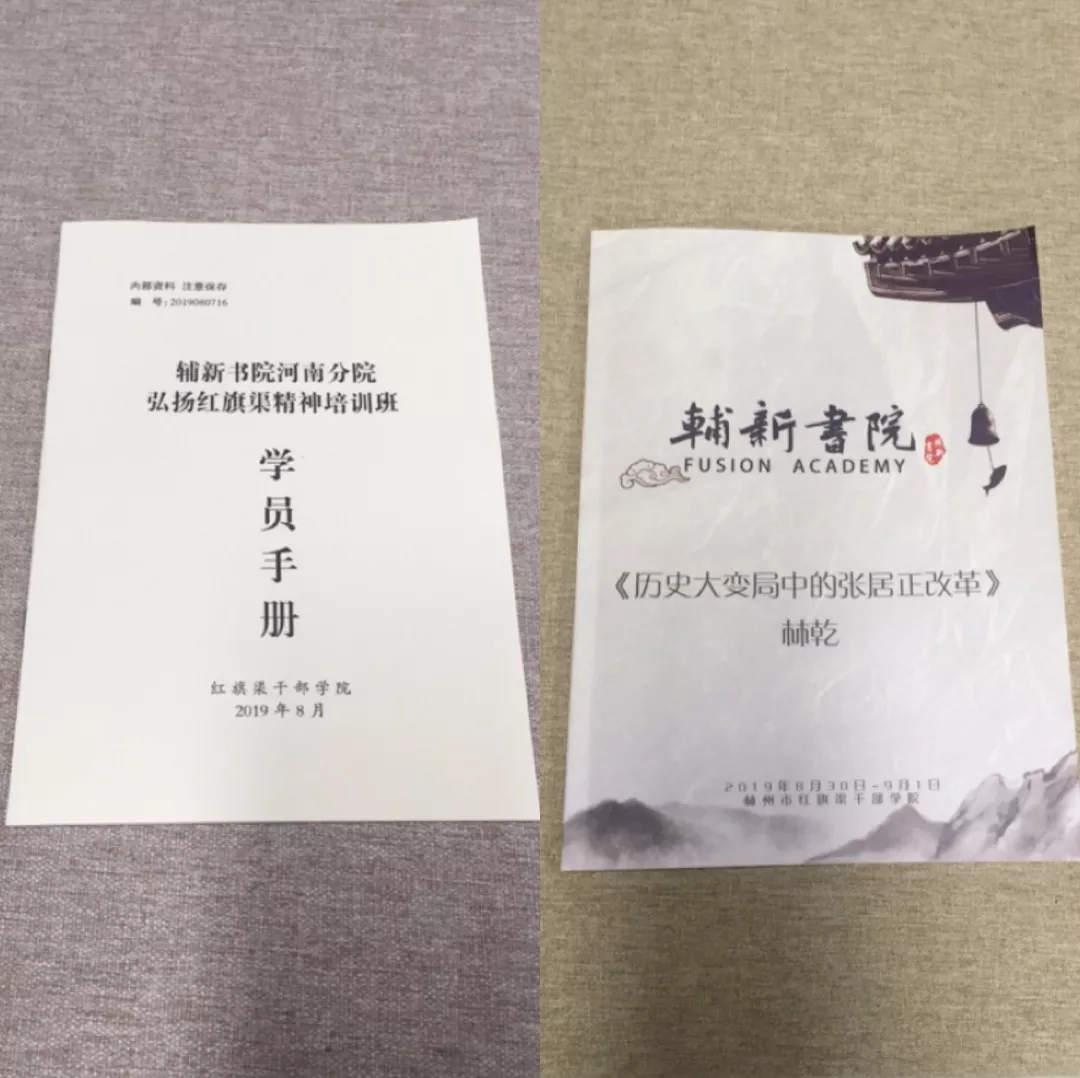 内部资料 注意保存
编 号:2019080716
辅新书院河南分院
弘扬红旗渠精神培训班
学
员
手
册
红旗渠干部学院
2019年8月
輔新書院
FUSION ACADEMY
《历史大变局中的张居正改革》
林乾
2019年8月30日-9月1日
林州市红旗渠干部学院